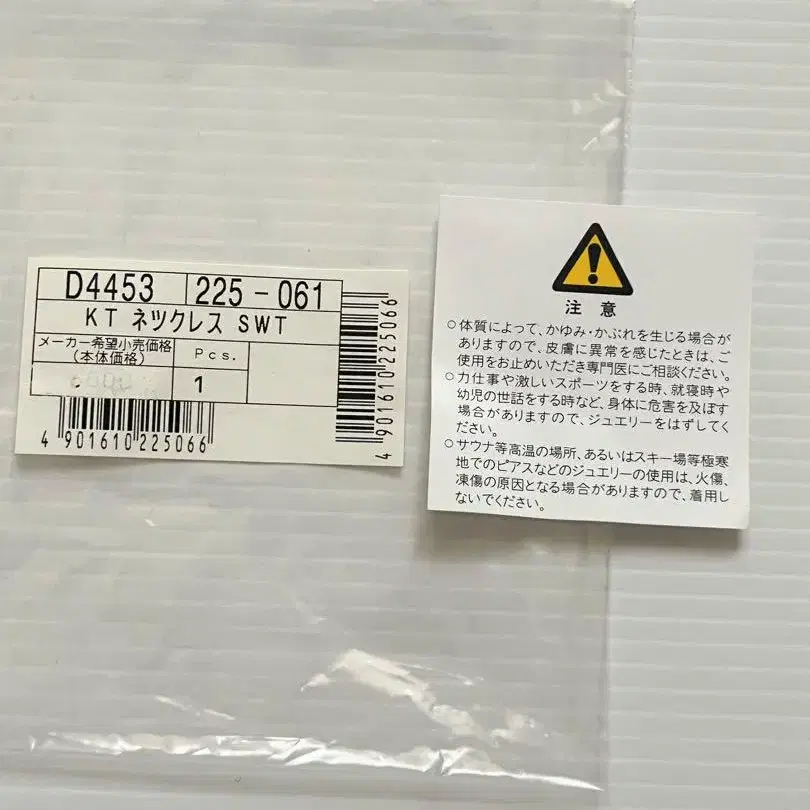 D4453 225-061
KT ネツクレス SWT
メーカー希望小売価格
(本体価格)
Pcs.
1
4 901610 225066
4 901610 225066
注意
○体質によって、かゆみ・かぶれを生じる場合が
ありますので、皮膚に異常を感じたときは、ご
使用をお止めいただき専門医にご相談ください。
○力仕事や激しいスポーツをする時、就寝時や
幼児の世話をする時など、身体に危害を及ぼす
場合がありますので、ジュエリーをはずしてく
ださい。
○サウナ等高温の場所、あるいはスキー場等極寒
地でのピアスなどのジュエリーの使用は、火傷、
凍傷の原因となる場合がありますので、着用し
ないでください。